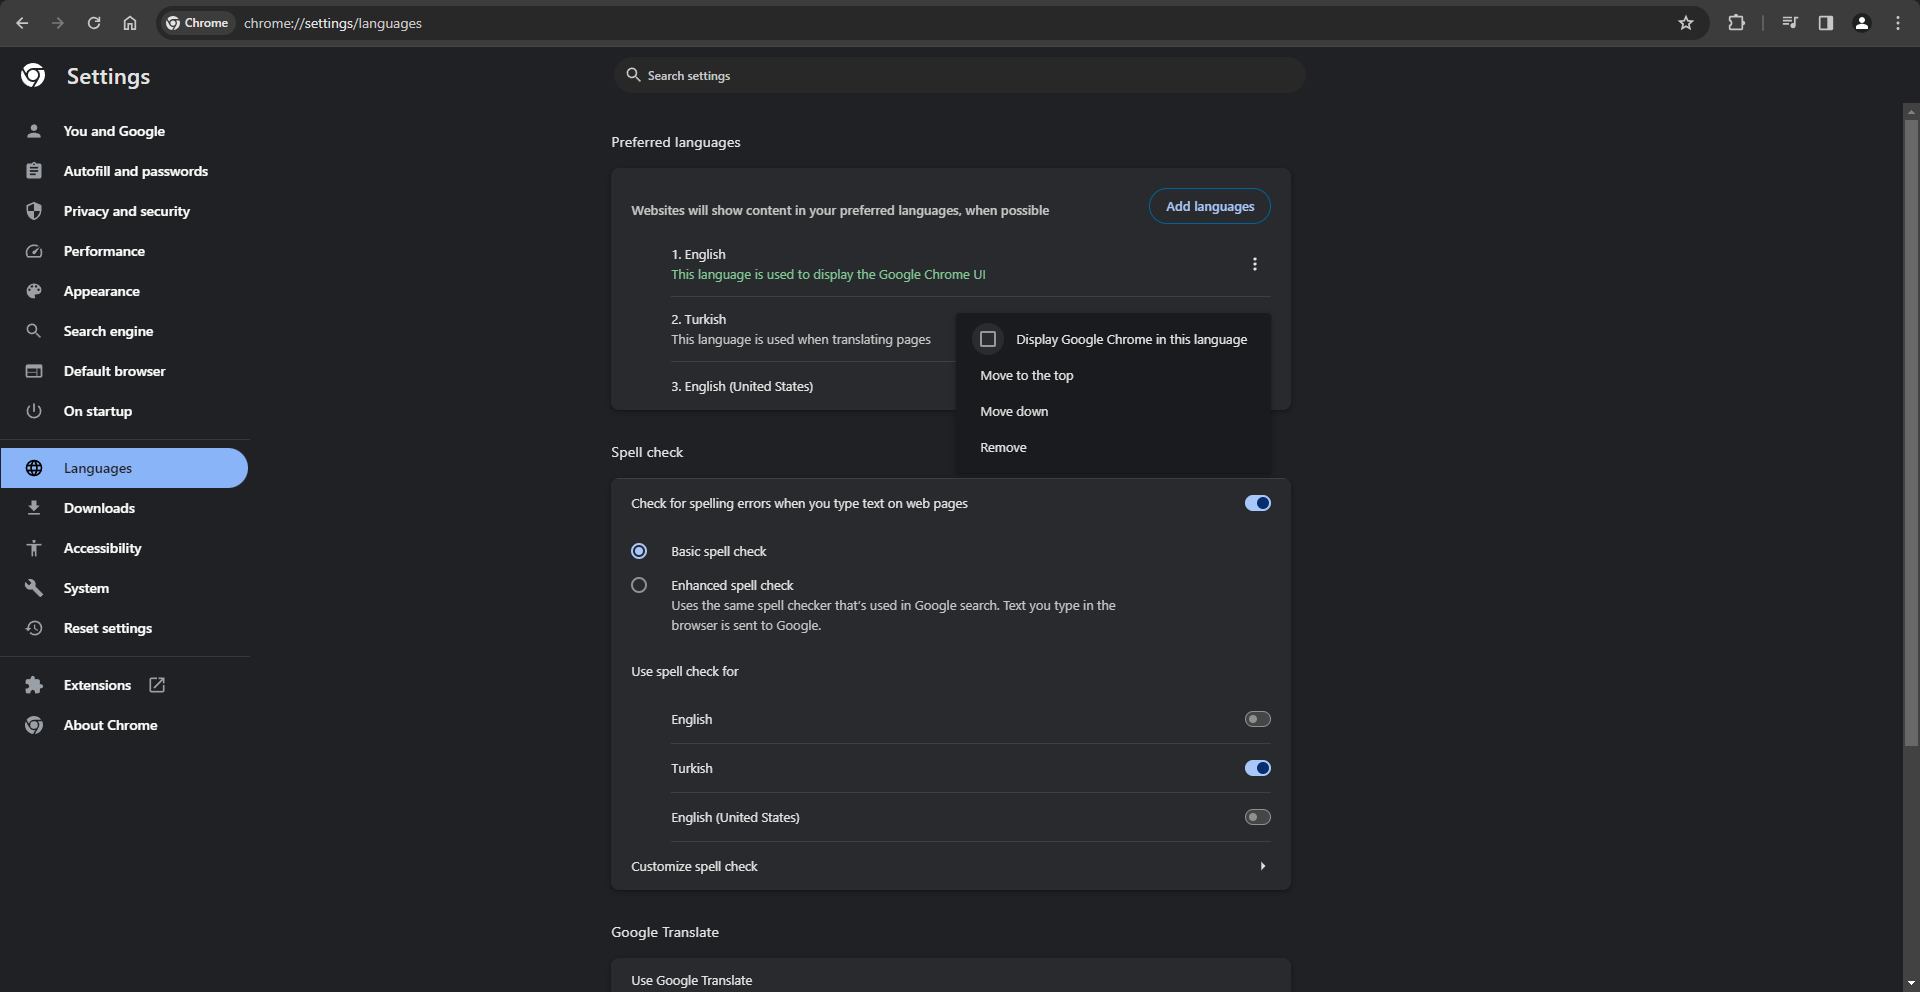 Chrome
chrome://settings/languages
Settings
Search settings
You and Google
Autofill and passwords
Privacy and security
Performance
Appearance
Search engine
Default browser
On startup
Languages
Downloads
Accessibility
System
Reset settings
Extensions
About Chrome
Preferred languages
Websites will show content in your preferred languages, when possible
Add languages
1. English
This language is used to display the Google Chrome UI
2. Turkish
This language is used when translating pages
3. English (United States)
Display Google Chrome in this language
Move to the top
Move down
Remove
Spell check
Check for spelling errors when you type text on web pages
Basic spell check
Enhanced spell check
Uses the same spell checker that's used in Google search. Text you type in the
browser is sent to Google.
Use spell check for
English
Turkish
English (United States)
Customize spell check
Google Translate
Use Google Translate